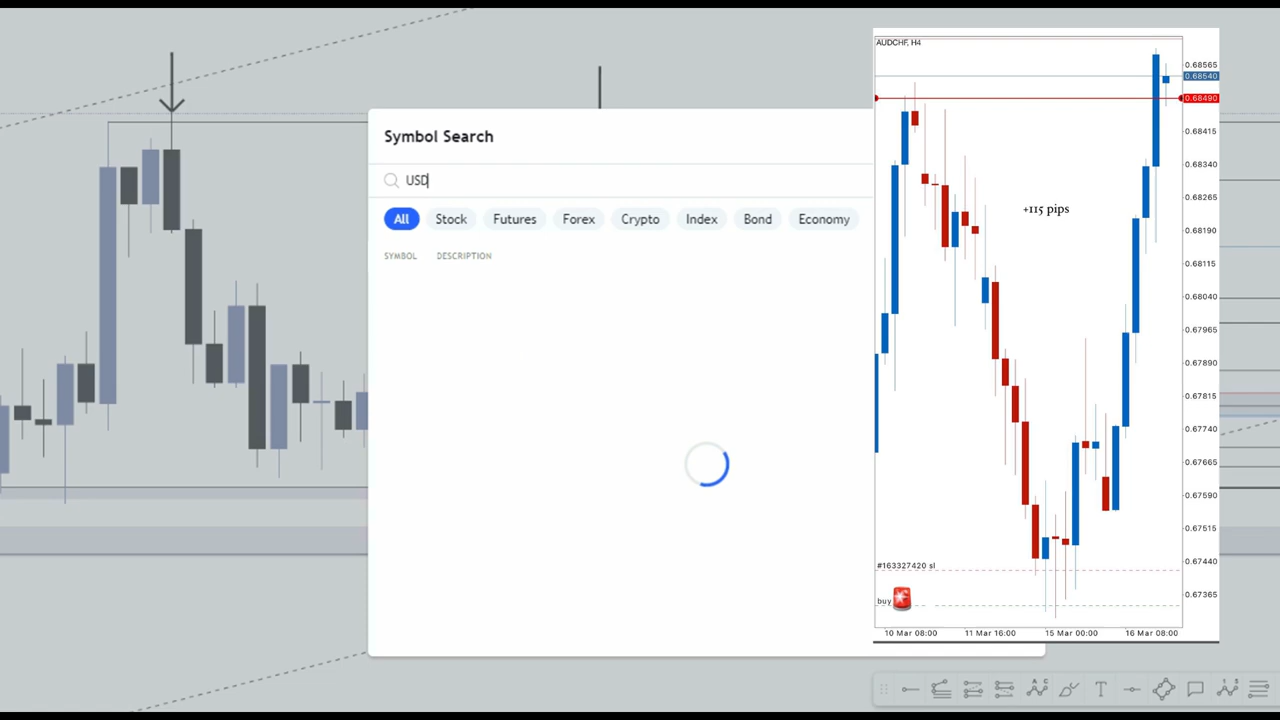 Symbol Search
USD
All Stock Futures Forex Crypto Index Bond Economy
SYMBOL DESCRIPTION
AUDCHF, H4
0.68565
0.68540
0.68490
0.68415
0.68340
0.68265
+115 pips
0.68190
0.68115
0.68040
0.67965
0.67890
0.67815
0.67740
0.67665
0.67590
0.67515
0.67440
#163327420 sl
0.67365
buy
10 Mar 08:00 11 Mar 16:00 15 Mar 00:00 16 Mar 08:00
A C
T
1 5